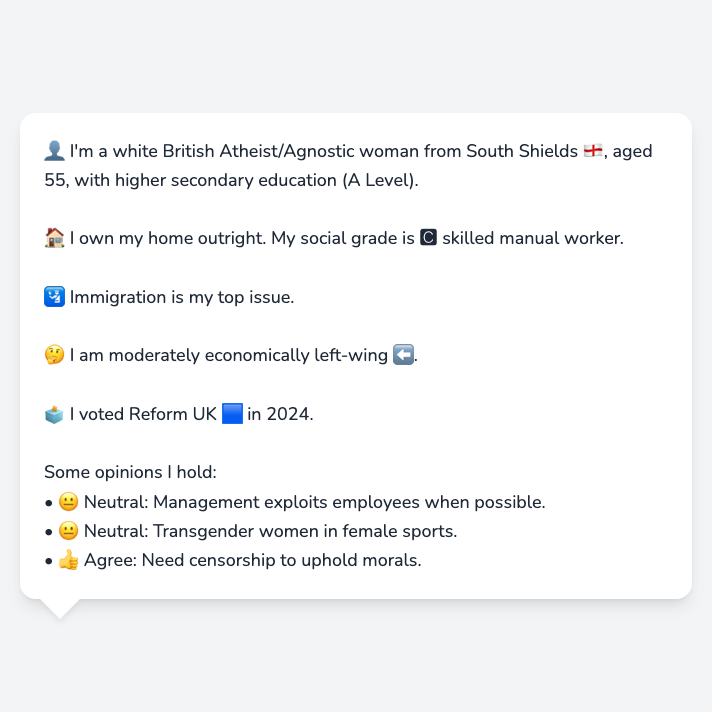 👤 I'm a white British Atheist/Agnostic woman from South Shields 🏴󠁧󠁢󠁥󠁮󠁧󠁿, aged
55, with higher secondary education (A Level).
🏠 I own my home outright. My social grade is 🅲 skilled manual worker.
🛂 Immigration is my top issue.
🤔 I am moderately economically left-wing ⬅️.
🗳️ I voted Reform UK 🟦 in 2024.
Some opinions I hold:
• 😐 Neutral: Management exploits employees when possible.
• 😐 Neutral: Transgender women in female sports.
• 👍 Agree: Need censorship to uphold morals.